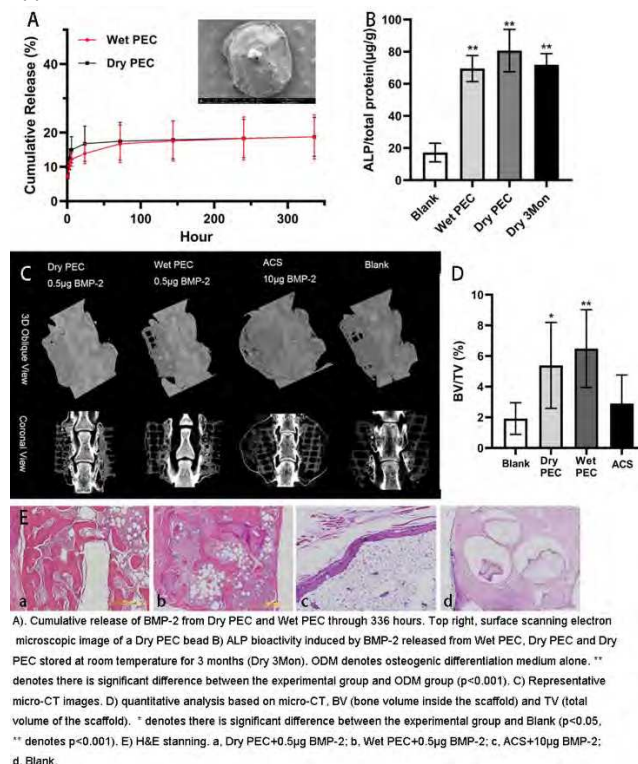 A
Wet PEC
Dry PEC
Cumulative Release (%)
60
50
40
30
20
10
0
0
100
200
300
Hour
B
ALP/total protein(μg/g)
100
80
60
40
20
0
**
**
**
Blank
Wet PEC
Dry PEC
Dry 3Mon
C
Dry PEC
0.5μg BMP-2
Wet PEC
0.5μg BMP-2
ACS
10μg BMP-2
Blank
3D Oblique View
Coronal View
D
BV/TV (%)
10
8
6
4
2
0
*
**
Blank
Dry PEC
Wet PEC
ACS
E
a
b
c
d
A). Cumulative release of BMP-2 from Dry PEC and Wet PEC through 336 hours. Top right, surface scanning electron
microscopic image of a Dry PEC bead B) ALP bioactivity induced by BMP-2 released from Wet PEC, Dry PEC and Dry
PEC stored at room temperature for 3 months (Dry 3Mon). ODM denotes osteogenic differentiation medium alone. **
denotes there is significant difference between the experimental group and ODM group (p<0.001). C) Representative
micro-CT images. D) quantitative analysis based on micro-CT, BV (bone volume inside the scaffold) and TV (total
volume of the scaffold). * denotes there is significant difference between the experimental group and Blank (p<0.05,
** denotes p<0.001). E) H&E stanning. a, Dry PEC+0.5μg BMP-2; b, Wet PEC+0.5μg BMP-2; c, ACS+10μg BMP-2;
d. Blank.